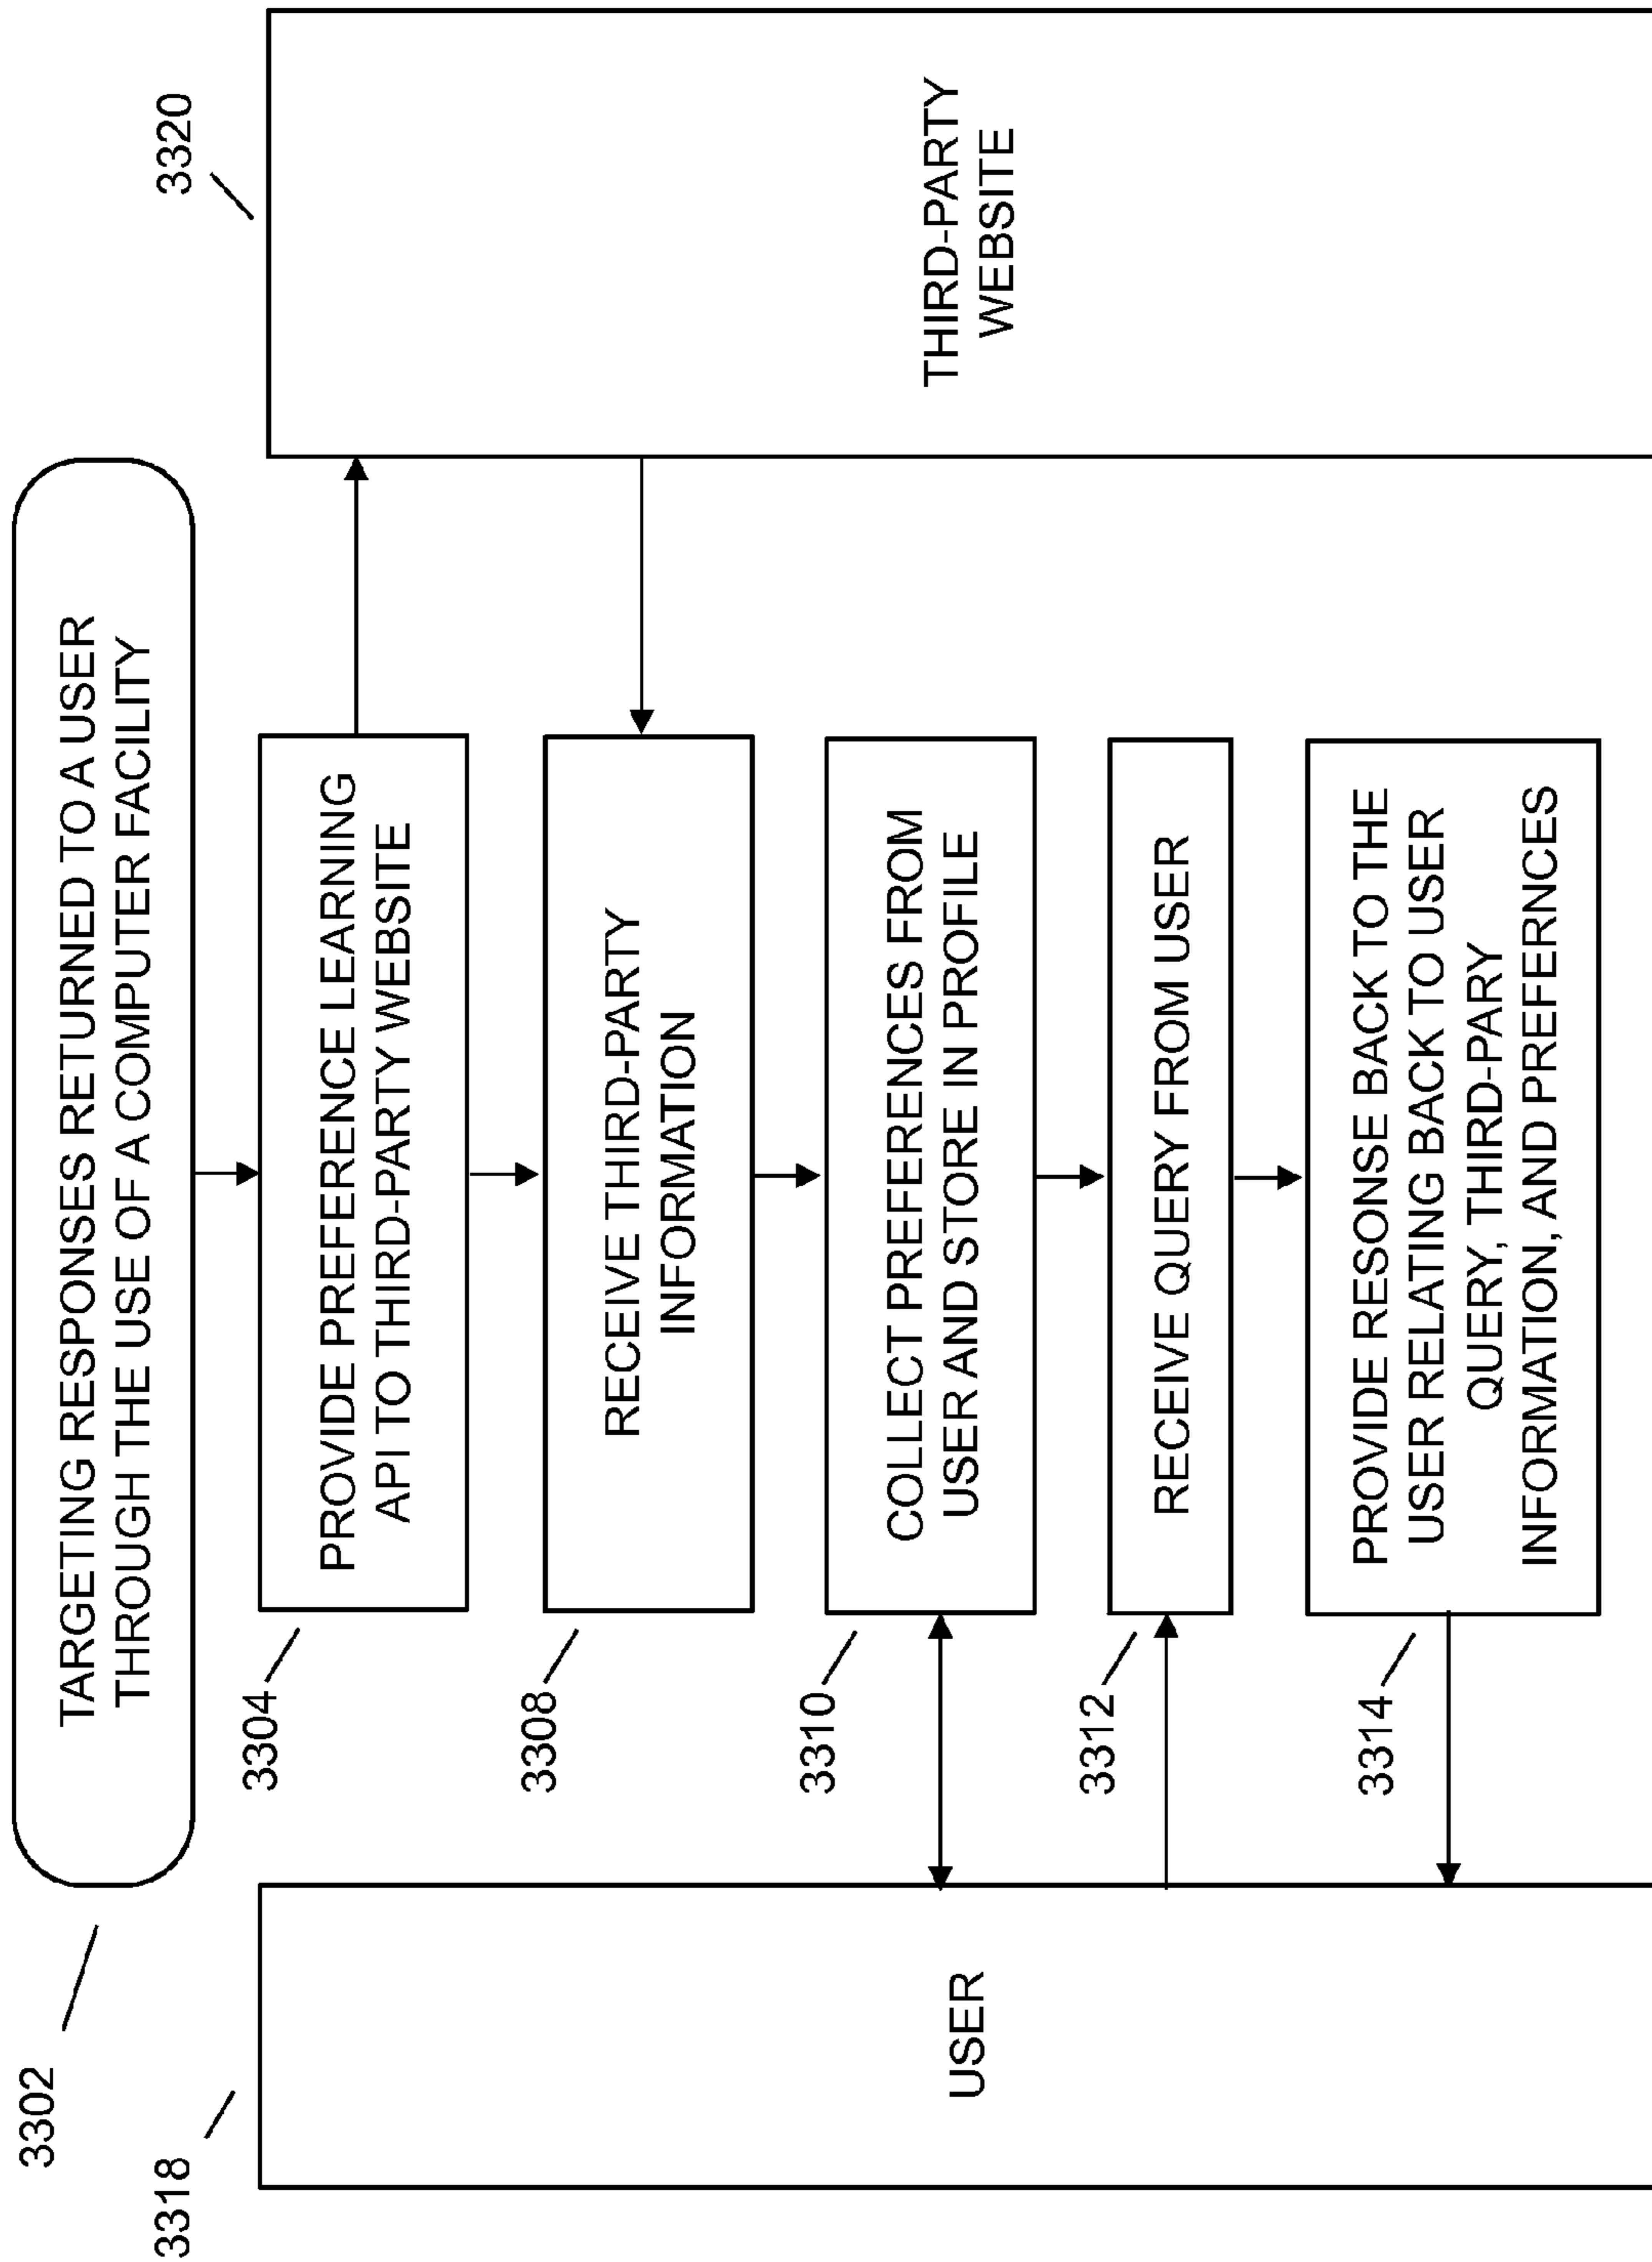 3302
TARGETING RESPONSES RETURNED TO A USER
THROUGH THE USE OF A COMPUTER FACILITY
3318
USER
3304
PROVIDE PREFERENCE LEARNING
API TO THIRD-PARTY WEBSITE
3308
RECEIVE THIRD-PARTY
INFORMATION
3310
COLLECT PREFERENCES FROM
USER AND STORE IN PROFILE
3312
RECEIVE QUERY FROM USER
3314
PROVIDE RESONSE BACK TO THE
USER RELATING BACK TO USER
QUERY, THIRD-PARY
INFORMATION, AND PREFERNCES
3320
THIRD-PARTY
WEBSITE